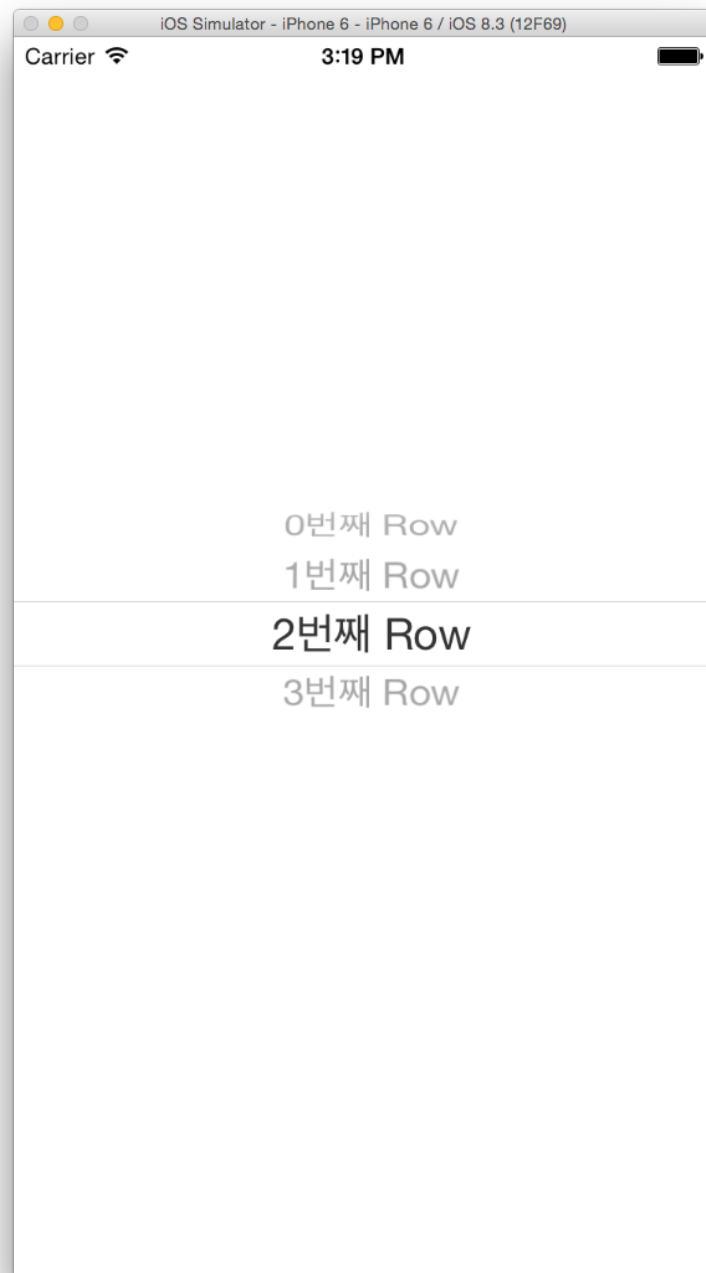 iOS Simulator - iPhone 6 - iPhone 6 / iOS 8.3 (12F69)
Carrier 3:19 PM
0번째 Row
1번째 Row
2번째 Row
3번째 Row